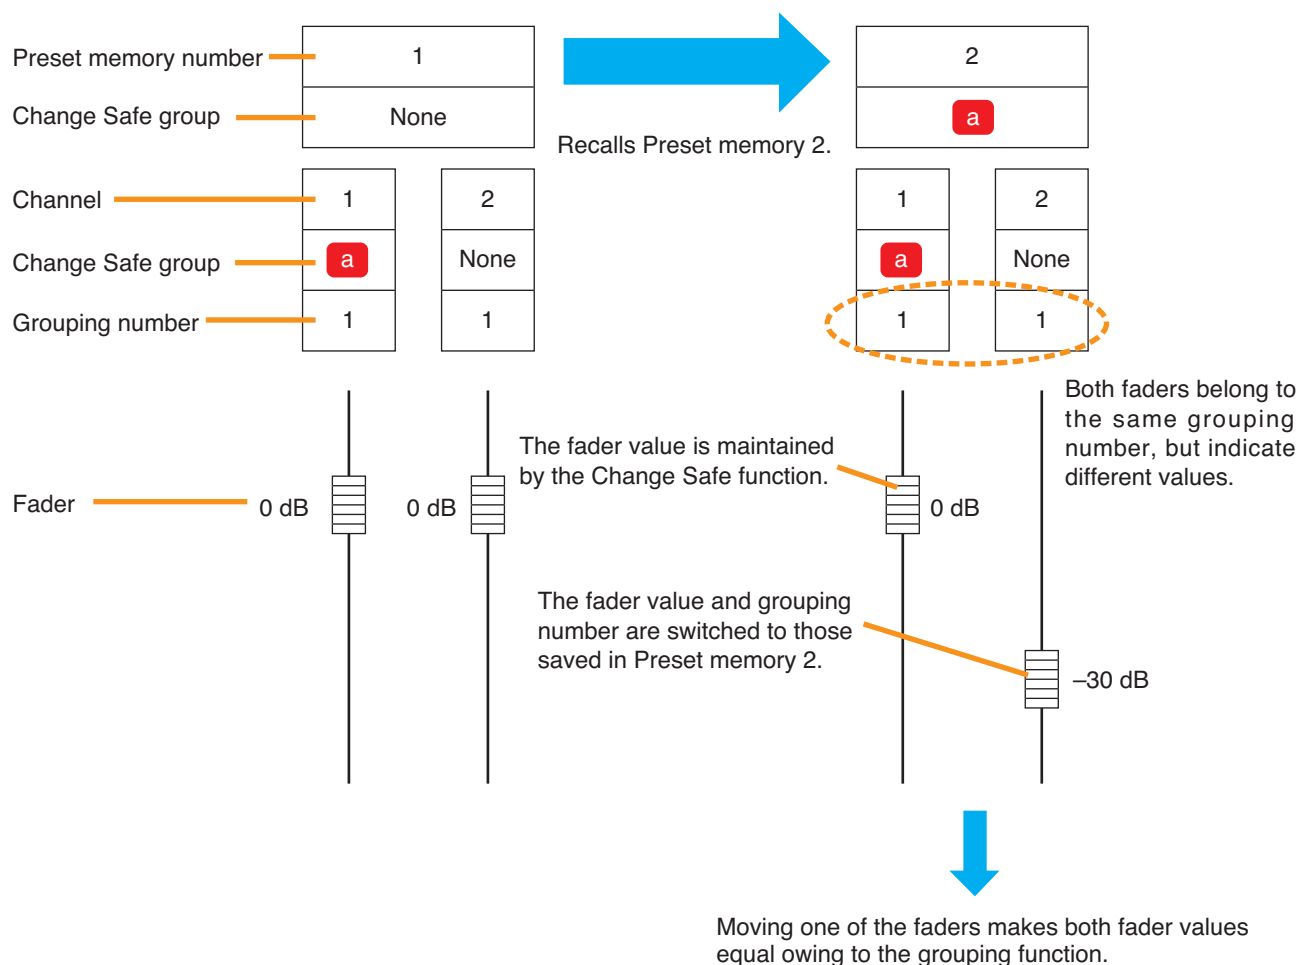 Preset memory number
1
2
Change Safe group
None
a
Recalls Preset memory 2.
Channel
1
2
1
2
Change Safe group
a
None
a
None
Grouping number
1
1
1
1
Both faders belong to
the same grouping
number, but indicate
different values.
The fader value is maintained
by the Change Safe function.
Fader
0 dB
0 dB
0 dB
The fader value and grouping
number are switched to those
saved in Preset memory 2.
–30 dB
Moving one of the faders makes both fader values
equal owing to the grouping function.